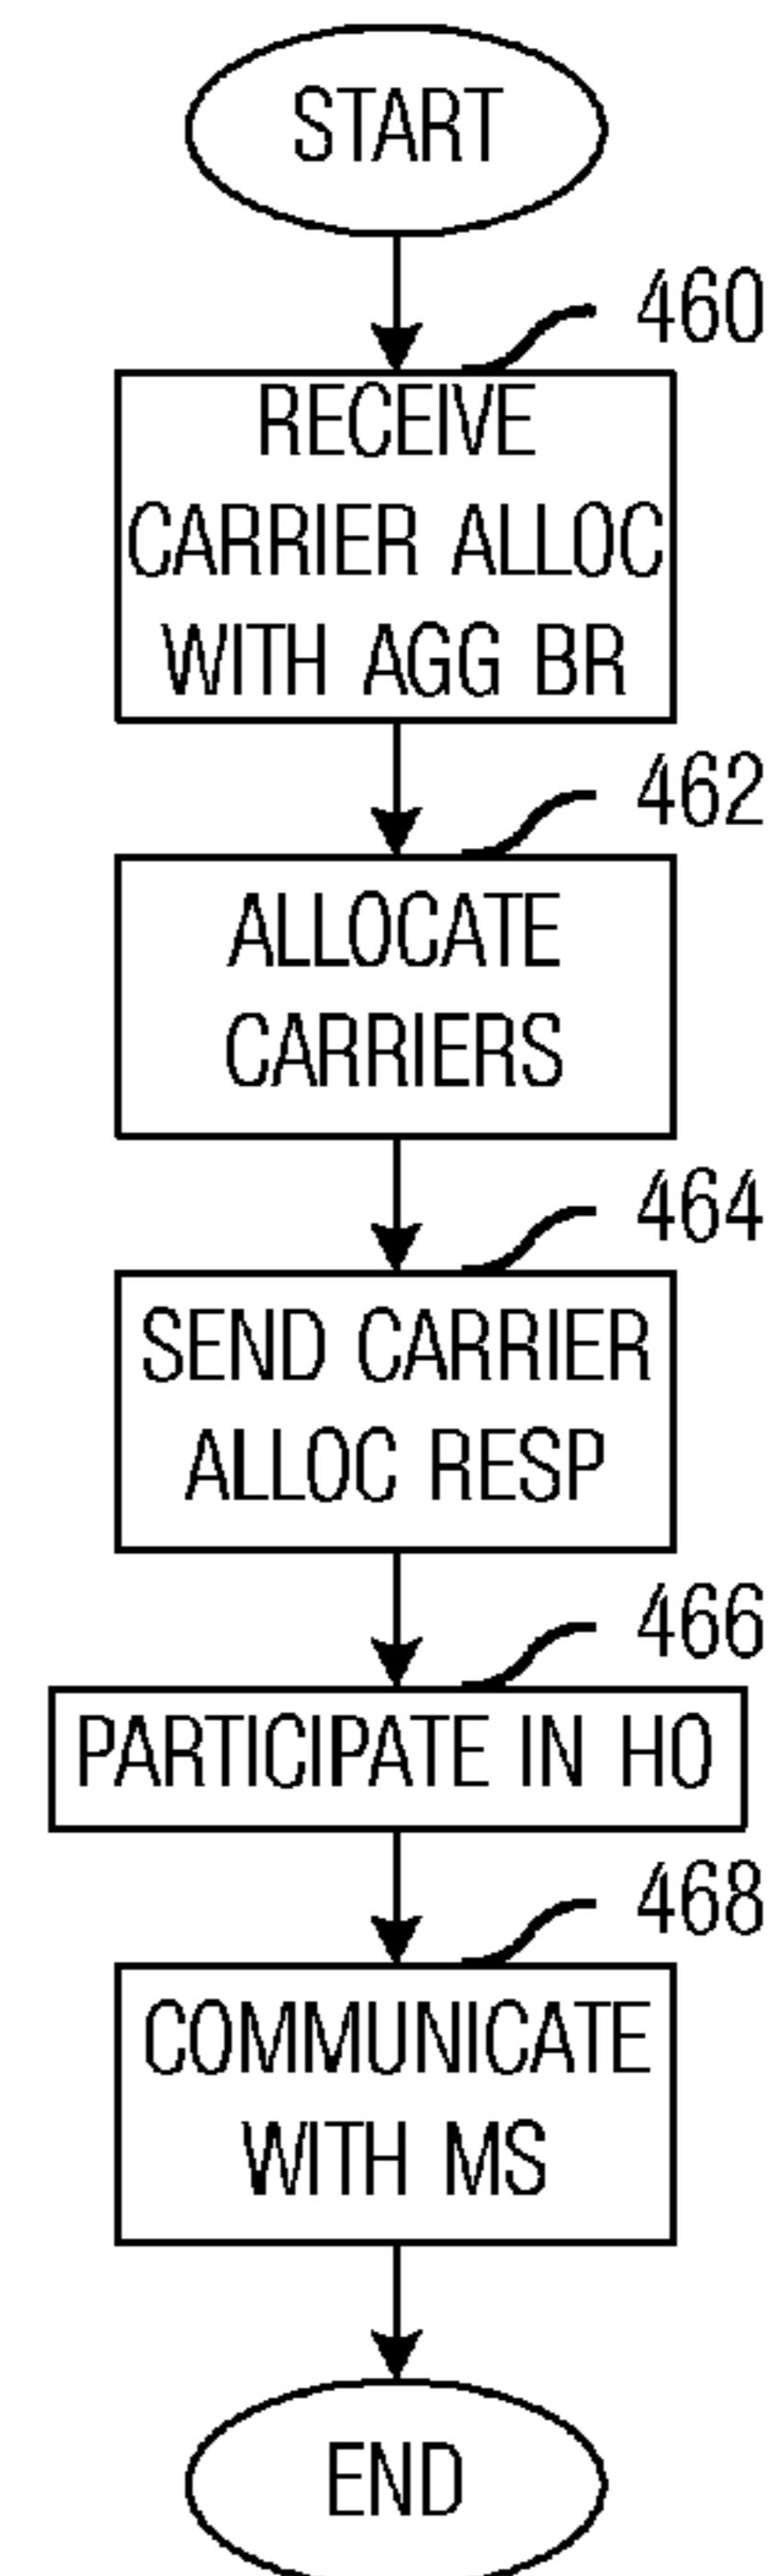 START
460
RECEIVE
CARRIER ALLOC
WITH AGG BR
462
ALLOCATE
CARRIERS
464
SEND CARRIER
ALLOC RESP
466
PARTICIPATE IN HO
468
COMMUNICATE
WITH MS
END